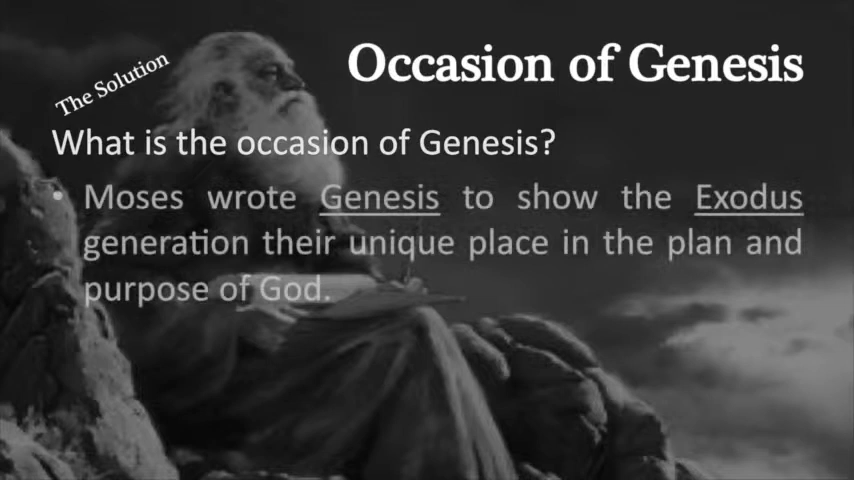 The Solution
Occasion of Genesis
What is the occasion of Genesis?
• Moses wrote Genesis to show the Exodus
generation their unique place in the plan and
purpose of God.